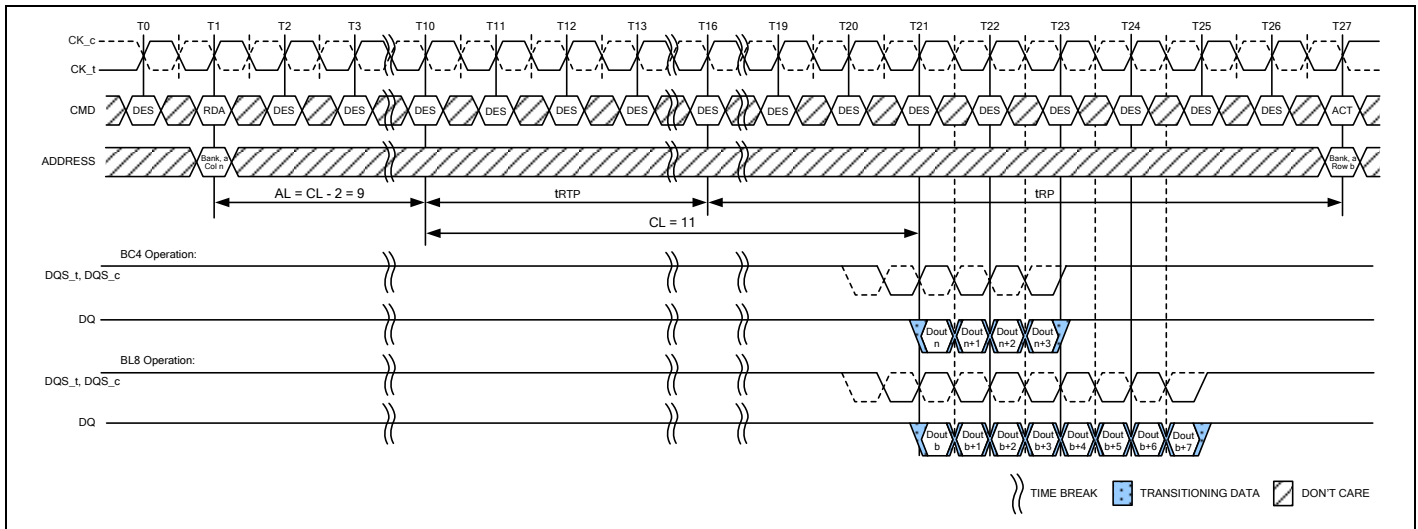 T0 T1 T2 T3 T10 T11 T12 T13 T16 T19 T20 T21 T22 T23 T24 T25 T26 T27
CK_c
CK_t
CMD DES RDA DES DES DES DES DES DES DES DES DES DES DES DES DES DES DES ACT
ADDRESS Bank, a Bank, a
Col n Row b
AL = CL - 2 = 9 tRTP tRP
CL = 11
BC4 Operation:
DQS_t, DQS_c
DQ Dout Dout Dout Dout
n n+1 n+2 n+3
BL8 Operation:
DQS_t, DQS_c
DQ Dout Dout Dout Dout Dout Dout Dout Dout
b b+1 b+2 b+3 b+4 b+5 b+6 b+7
TIME BREAK TRANSITIONING DATA DON'T CARE